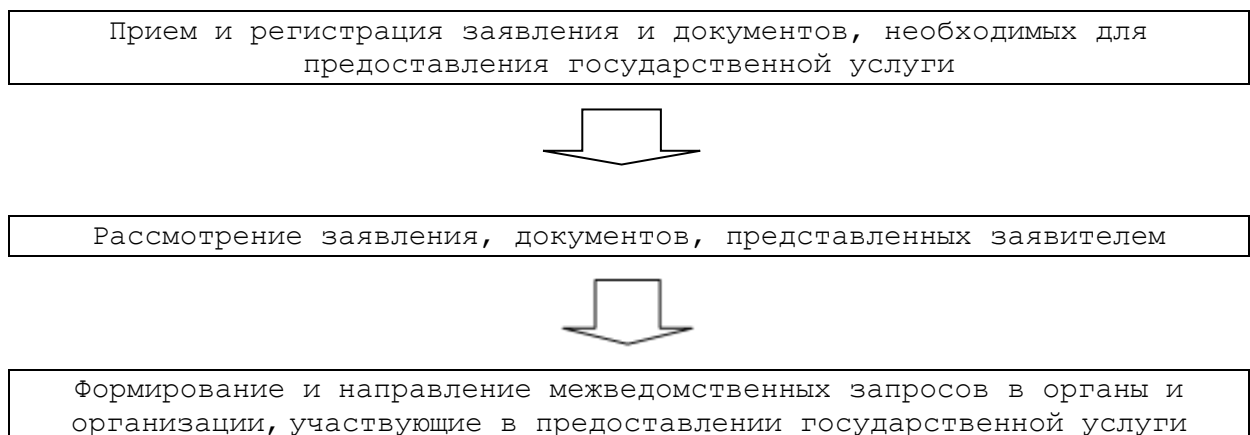 Прием и регистрация заявления и документов, необходимых для
предоставления государственной услуги
Рассмотрение заявления, документов, представленных заявителем
Формирование и направление межведомственных запросов в органы и
организации, участвующие в предоставлении государственной услуги